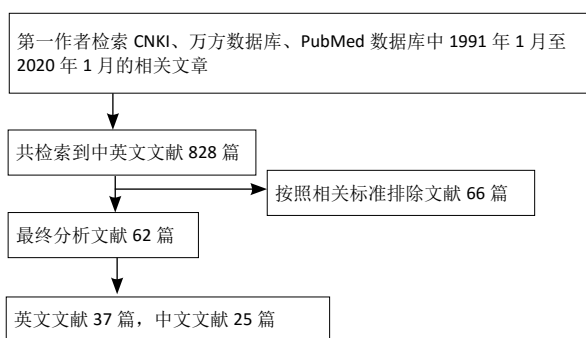 第一作者检索 CNKI、万方数据库、PubMed 数据库中 1991 年 1 月至
2020 年 1 月的相关文章
共检索到中英文文献 828 篇
按照相关标准排除文献 66 篇
最终分析文献 62 篇
英文文献 37 篇，中文文献 25 篇